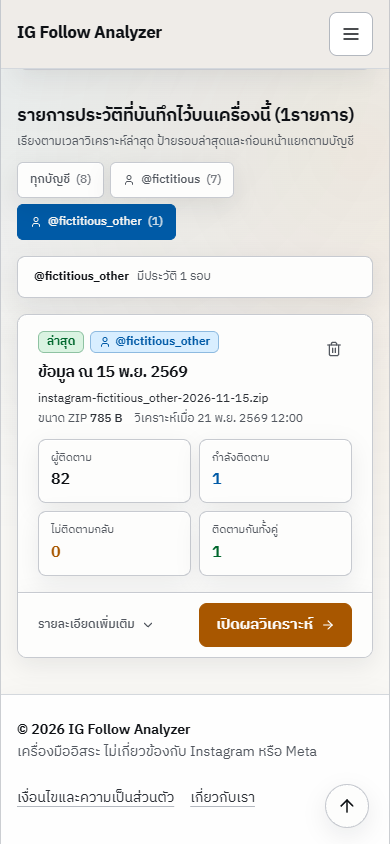 IG Follow Analyzer
รายการประวัติที่บันทึกไว้บนเครื่องนี้ (1รายการ)
เรียงตามเวลาวิเคราะห์ล่าสุด ป้ายรอบล่าสุดและก่อนหน้าแยกตามบัญชี
ทุกบัญชี (8) @fictitious (7)
@fictitious_other (1)
@fictitious_other มีประวัติ 1 รอบ
ล่าสุด @fictitious_other
ข้อมูล ณ 15 พ.ย. 2569
instagram-fictitious_other-2026-11-15.zip
ขนาด ZIP 785 B วิเคราะห์เมื่อ 21 พ.ย. 2569 12:00
ผู้ติดตาม กำลังติดตาม
82 1
ไม่ติดตามกลับ ติดตามกันทั้งคู่
0 1
รายละเอียดเพิ่มเติม เปิดผลวิเคราะห์
© 2026 IG Follow Analyzer
เครื่องมืออิสระ ไม่เกี่ยวข้องกับ Instagram หรือ Meta
เงื่อนไขและความเป็นส่วนตัว เกี่ยวกับเรา